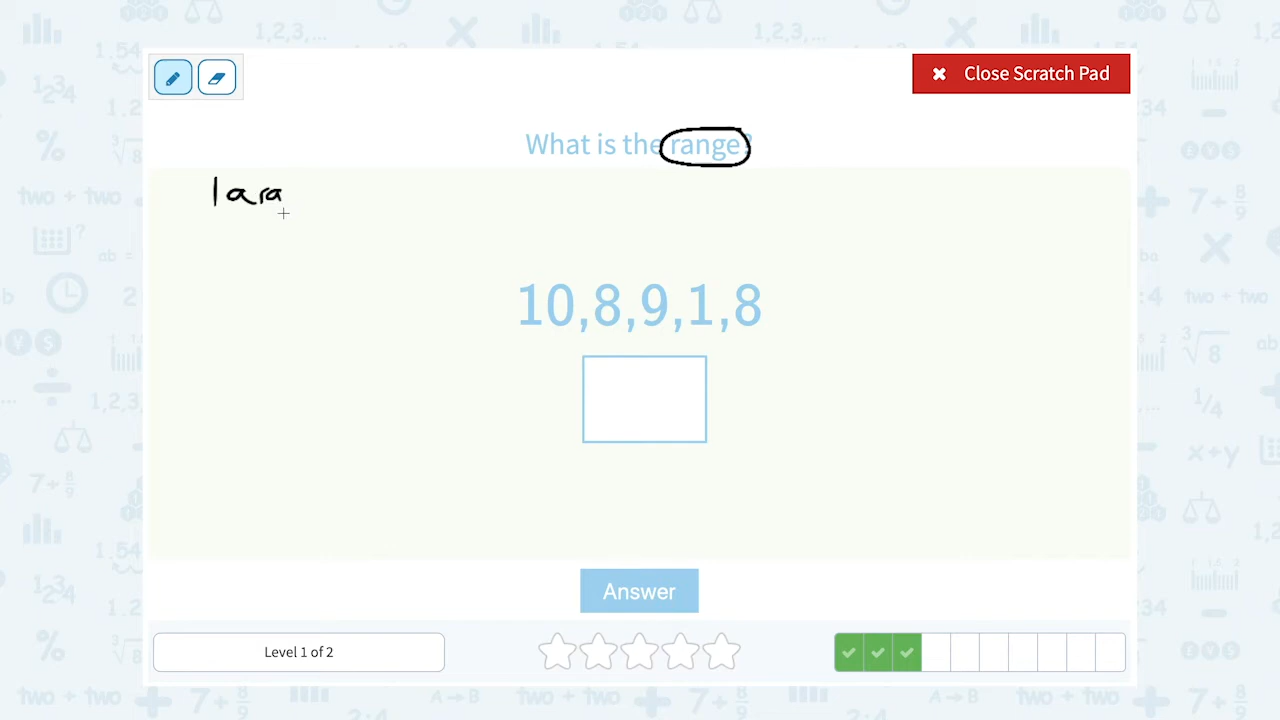 Close Scratch Pad
What is the range?
lara
10,8,9,1,8
Answer
Level 1 of 2